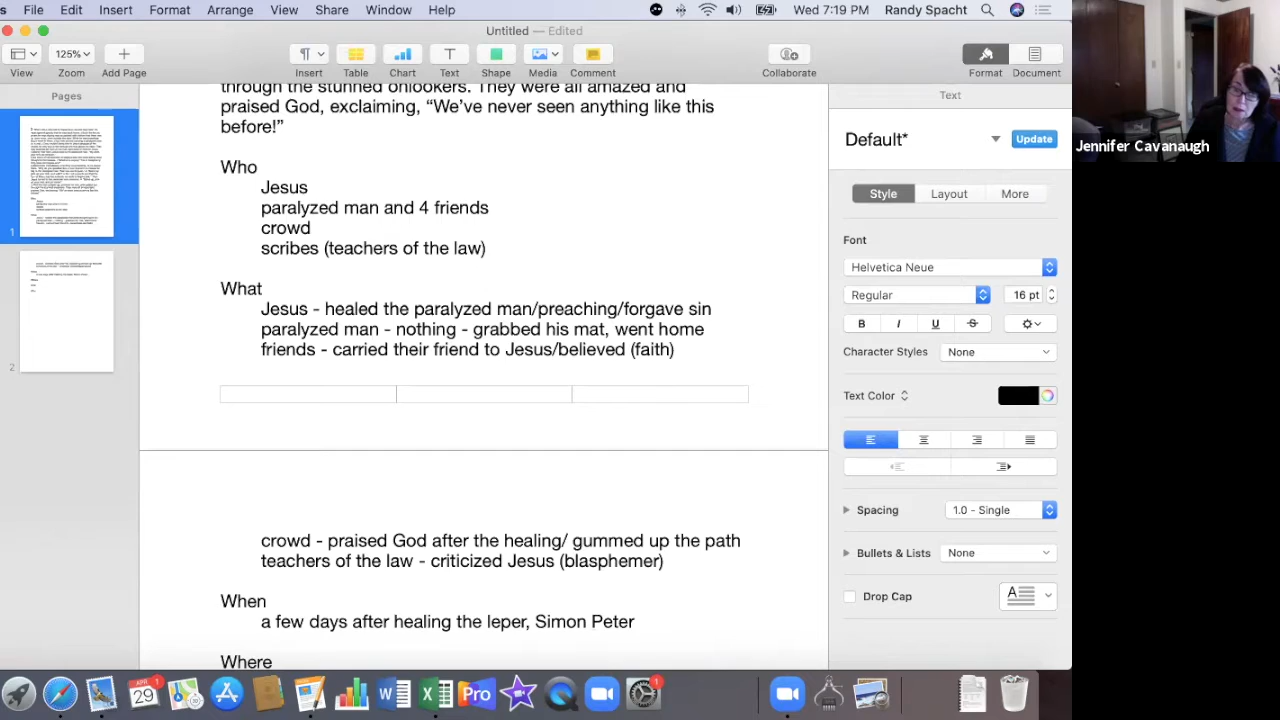 s File Edit Insert Format Arrange View Share Window Help Wed 7:19 PM Randy Spacht
Untitled — Edited
125%
View Zoom Add Page Insert Table Chart Text Shape Media Comment Collaborate Format Document
Pages
Text
through the stunned onlookers. They were all amazed and
praised God, exclaiming, “We’ve never seen anything like this
before!”
Who
Jesus
paralyzed man and 4 friends
crowd
scribes (teachers of the law)
What
Jesus - healed the paralyzed man/preaching/forgave sin
paralyzed man - nothing - grabbed his mat, went home
friends - carried their friend to Jesus/believed (faith)
crowd - praised God after the healing/ gummed up the path
teachers of the law - criticized Jesus (blasphemer)
When
a few days after healing the leper, Simon Peter
Where
1
2
Default* Update
Style Layout More
Font
Helvetica Neue
Regular 16 pt
B I U S
Character Styles None
Text Color
Spacing 1.0 - Single
Bullets & Lists None
Drop Cap A
Jennifer Cavanaugh
APR 1
29
W X Pro 1